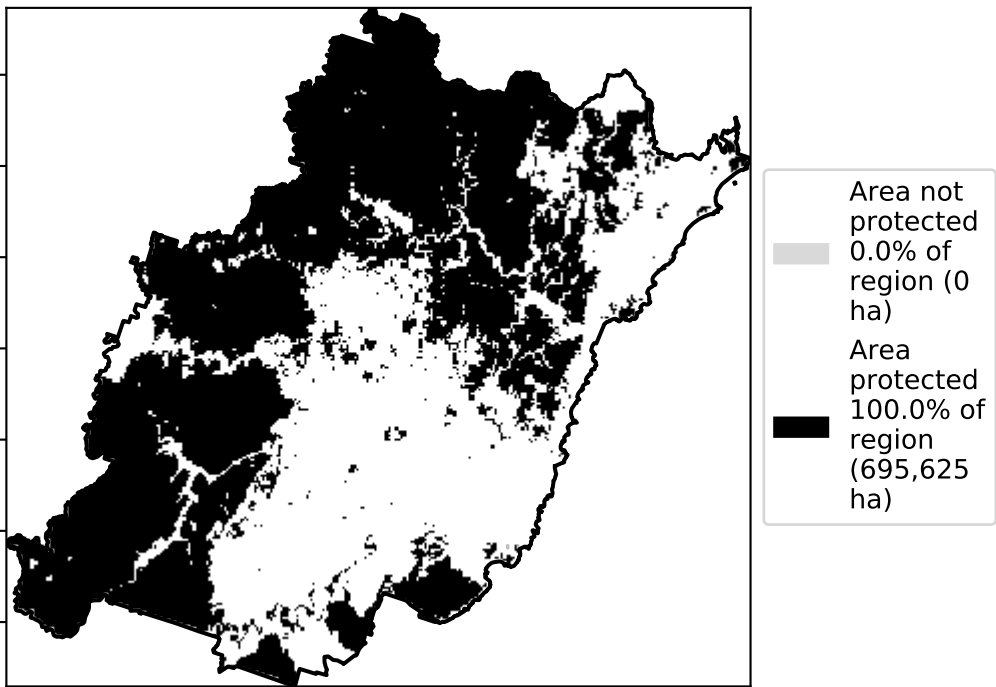 Area not
protected
0.0% of
region (0
ha)
Area
protected
100.0% of
region
(695,625
ha)